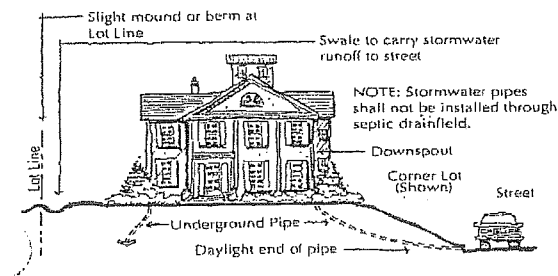 Slight mound or berm at
Lot Line
Swale to carry stormwater
runoff to street
NOTE: Stormwater pipes
shall not be installed through
septic drainfield.
Downspout
Corner Lot
(Shown)
Street
Lot Line
Underground Pipe
Daylight end of pipe